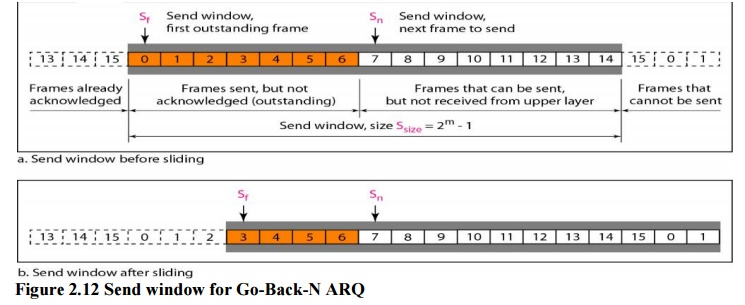 Sf Send window, first outstanding frame
Sn Send window, next frame to send
13 14 15 0 1 2 3 4 5 6 7 8 9 10 11 12 13 14 15 0 1
Frames already acknowledged
Frames sent, but not acknowledged (outstanding)
Frames that can be sent, but not received from upper layer
Frames that cannot be sent
Send window, size Ssize = 2^m - 1
a. Send window before sliding
Sf Sn
13 14 15 0 1 2 3 4 5 6 7 8 9 10 11 12 13 14 15 0 1
b. Send window after sliding
Figure 2.12 Send window for Go-Back-N ARQ